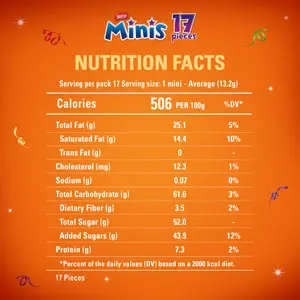 Nestlé
Minis 17 pieces
NUTRITION FACTS
Serving per pack 17 Serving size: 1 mini - Average (13.2g)
Calories 506 PER 100g %DV*
Total Fat (g) 25.1 5%
Saturated Fat (g) 14.4 10%
Trans Fat (g) 0 -
Cholesterol (mg) 12.3 1%
Sodium (g) 0.07 0%
Total Carbohydrate (g) 61.6 3%
Dietary Fiber (g) 3.5 2%
Total Sugar (g) 52.0 -
Added Sugars (g) 43.9 12%
Protein (g) 7.3 2%
*Percent of the daily values (DV) based on a 2000 kcal diet.
17 Pieces